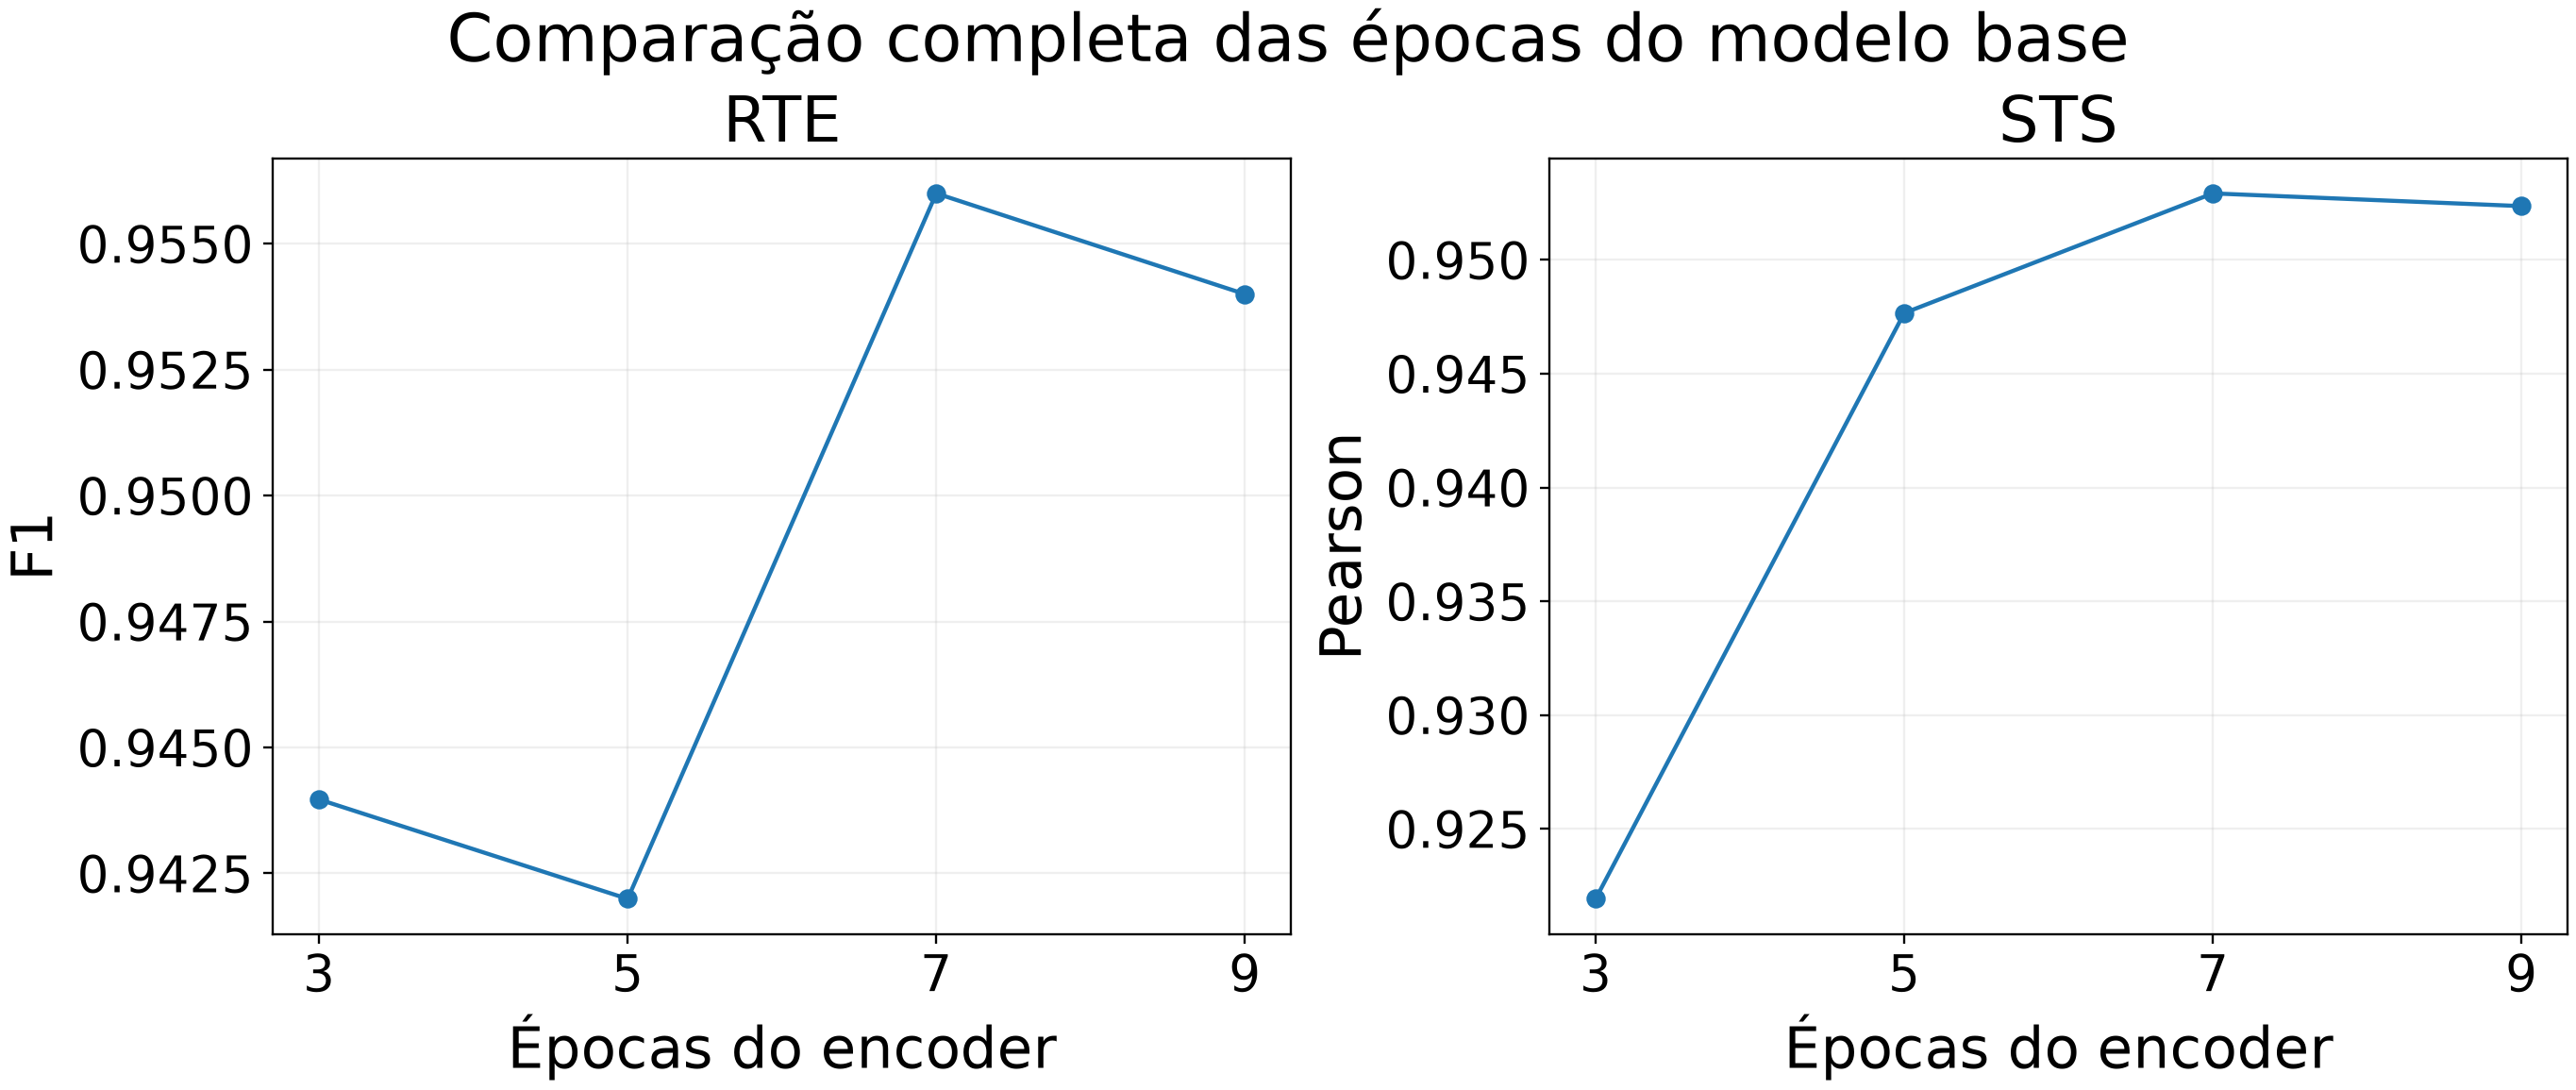 Comparação completa das épocas do modelo base
RTE
F1
0.9550
0.9525
0.9500
0.9475
0.9450
0.9425
3 5 7 9
Épocas do encoder
STS
Pearson
0.950
0.945
0.940
0.935
0.930
0.925
3 5 7 9
Épocas do encoder